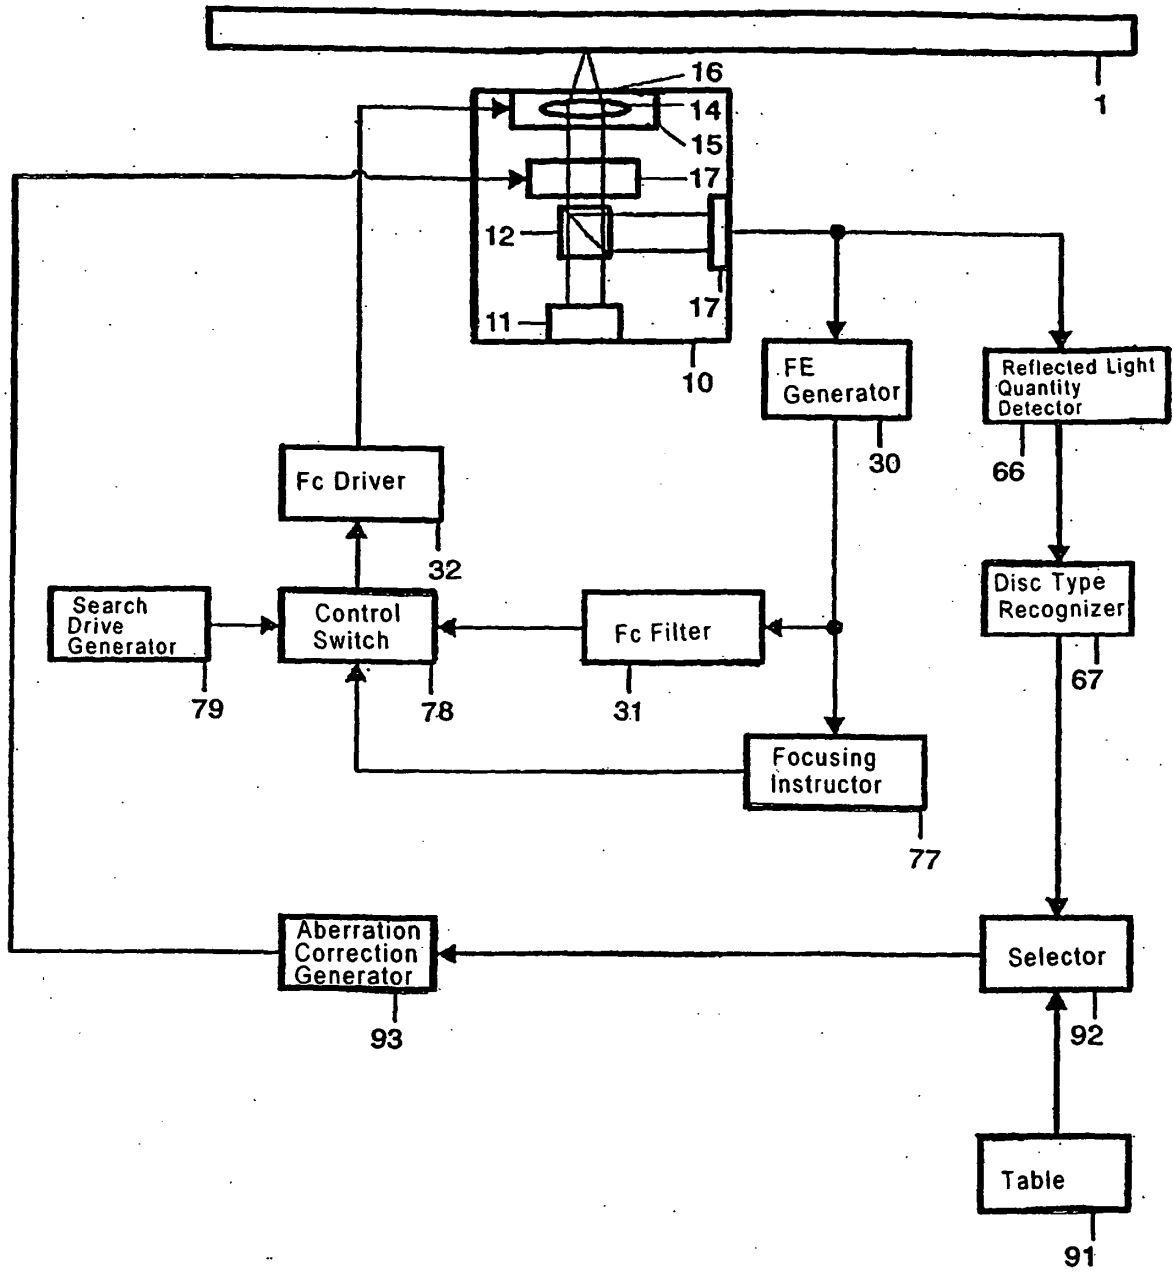 1
16
14
15
17
12
17
11
10
FE
Generator
30
Reflected Light
Quantity
Detector
66
Fc Driver
32
Disc Type
Recognizer
67
Search
Drive
Generator
79
Control
Switch
78
Fc Filter
31
Focusing
Instructor
77
Aberration
Correction
Generator
93
Selector
92
Table
91